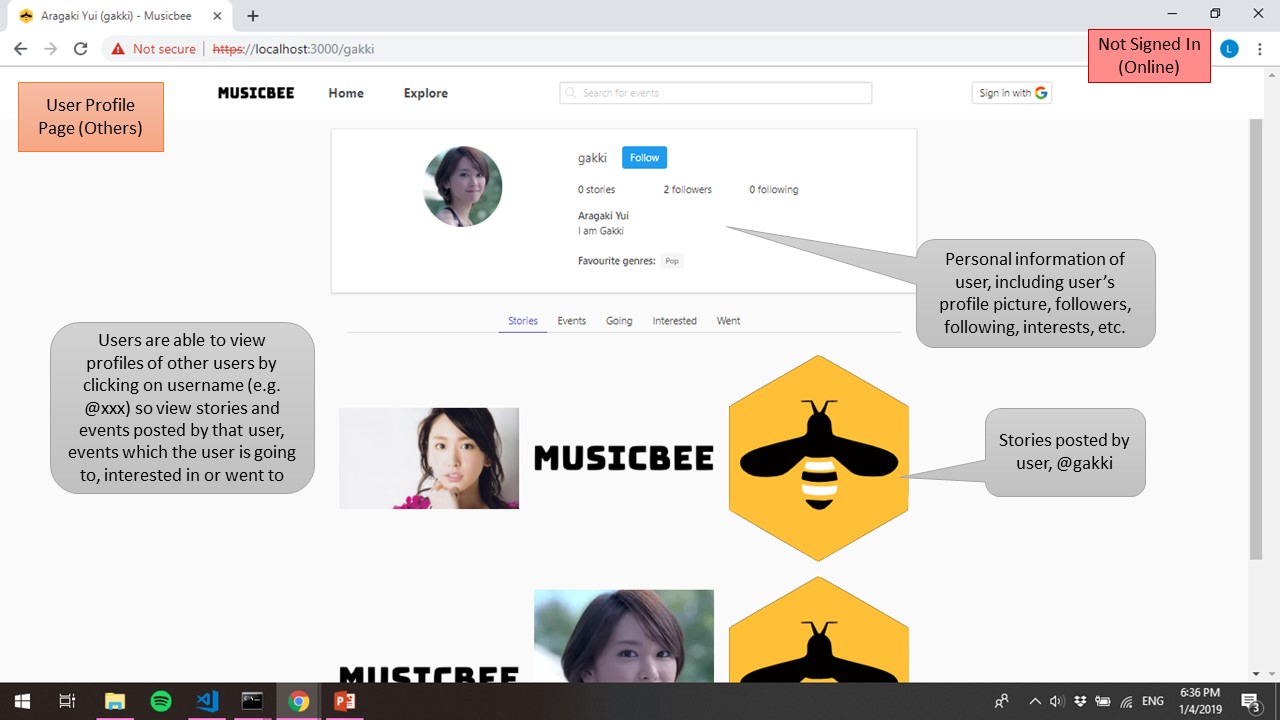 Aragaki Yui (gakki) - Musicbee
Not secure
https://localhost:3000/gakki
L
Not Signed In
(Online)
User Profile
Page (Others)
MUSICBEE
Home
Explore
Search for events
Sign in with G
gakki
Follow
0 stories
2 followers
0 following
Aragaki Yui
I am Gakki
Favourite genres:
Pop
Personal information of
user, including user’s
profile picture, followers,
following, interests, etc.
Stories
Events
Going
Interested
Went
Users are able to view
profiles of other users by
clicking on username (e.g.
@xxx) so view stories and
events posted by that user,
events which the user is going
to, interested in or went to
MUSICBEE
Stories posted by
user, @gakki
MUSICBEE
ENG
6:36 PM
1/4/2019
3